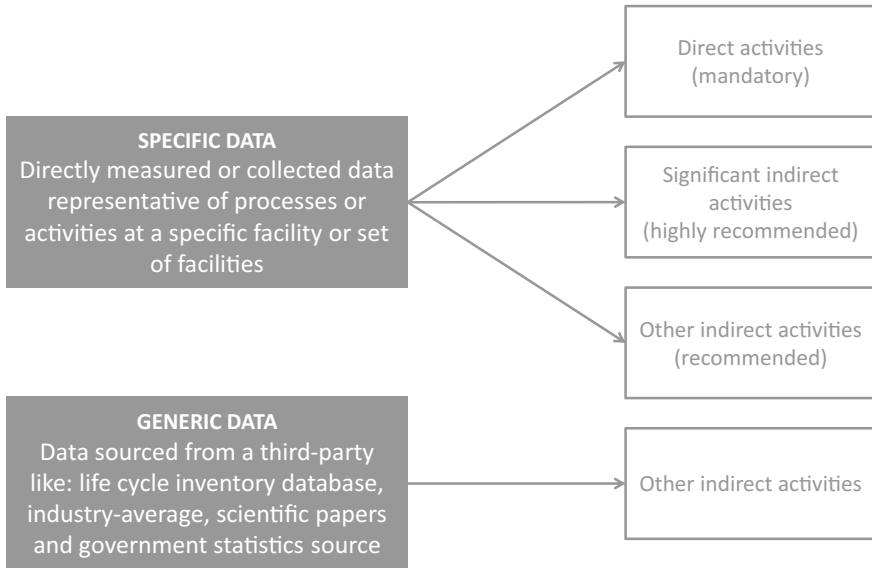 SPECIFIC DATA
Directly measured or collected data
representative of processes or
activities at a specific facility or set
of facilities
Direct activities
(mandatory)
Significant indirect
activities
(highly recommended)
Other indirect activities
(recommended)
GENERIC DATA
Data sourced from a third-party
like: life cycle inventory database,
industry-average, scientific papers
and government statistics source
Other indirect activities